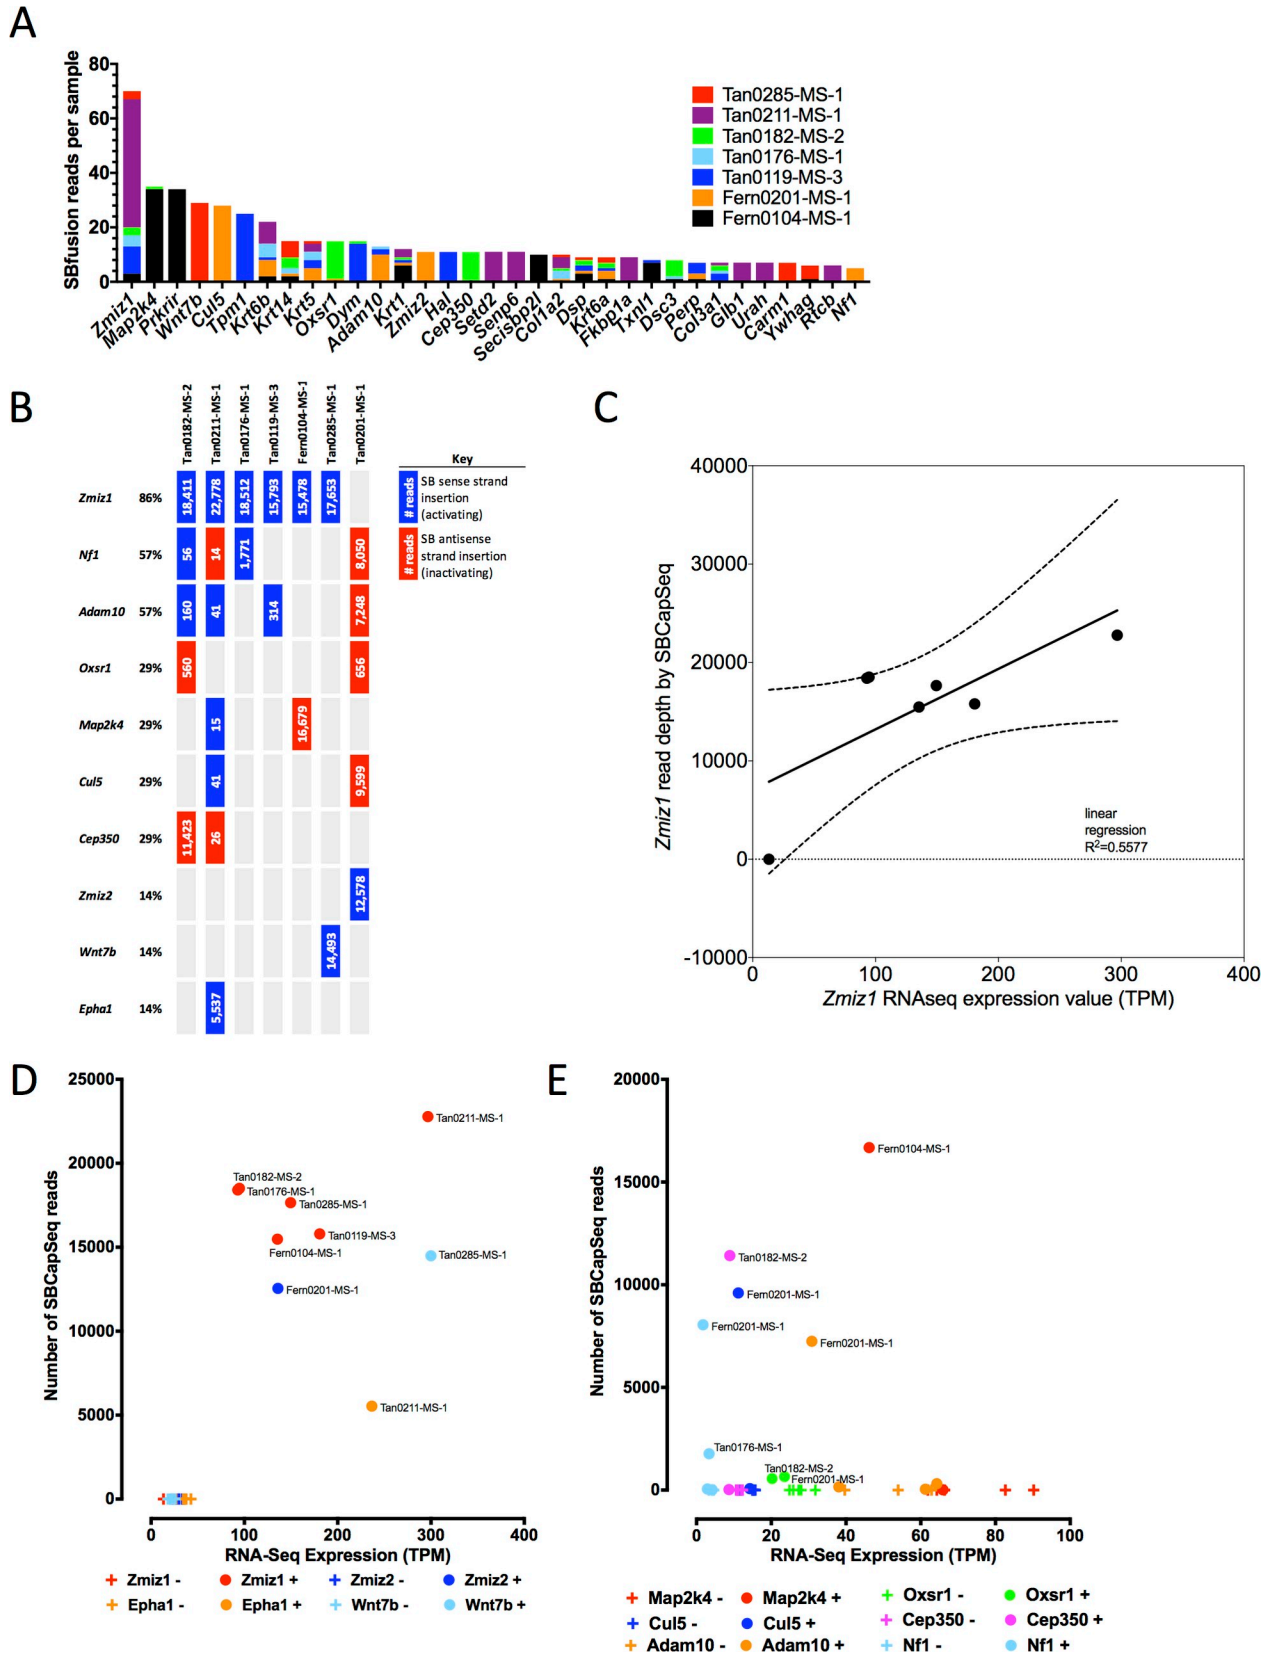 A
SBfusion reads per sample
80
60
40
20
0
Tan0285-MS-1
Tan0211-MS-1
Tan0182-MS-2
Tan0176-MS-1
Tan0119-MS-3
Fern0201-MS-1
Fern0104-MS-1
Zmiz1
Map2k4
Prkrir
Wnt7b
Cul5
Tpm1
Krt6b
Krt14
Krt5
Oxsr1
Dym
Adam10
Krt1
Zmiz2
Hal
Cep350
Setd2
Senp6
Secisbp2l
Col1a2
Dsp
Krt6a
Fkbp1a
Txnl1
Dsc3
Perp
Col3a1
Glb1
Urah
Carm1
Ywhag
Rtcb
Nf1
B
Tan0182-MS-2
Tan0211-MS-1
Tan0176-MS-1
Tan0119-MS-3
Fern0104-MS-1
Tan0285-MS-1
Tan0201-MS-1
Key
# reads
SB sense strand
insertion
(activating)
# reads
SB antisense
strand insertion
(inactivating)
Zmiz1 86% 18,411 22,778 18,512 15,793 15,478 17,653
Nf1 57% 56 14 1,771 8,050
Adam10 57% 160 41 314 7,248
Oxsr1 29% 560 656
Map2k4 29% 15 16,679
Cul5 29% 41 9,599
Cep350 29% 11,423 26
Zmiz2 14% 12,578
Wnt7b 14% 14,493
Epha1 14% 5,537
C
Zmiz1 read depth by SBCapSeq
40000
30000
20000
10000
0
-10000
linear
regression
R²=0.5577
0 100 200 300 400
Zmiz1 RNAseq expression value (TPM)
D
Number of SBCapSeq reads
25000
20000
15000
10000
5000
0
Tan0211-MS-1
Tan0182-MS-2
Tan0176-MS-1
Tan0285-MS-1
Tan0119-MS-3
Fern0104-MS-1
Tan0285-MS-1
Fern0201-MS-1
Tan0211-MS-1
0 100 200 300 400
RNA-Seq Expression (TPM)
Zmiz1 - Zmiz1 + Zmiz2 - Zmiz2 +
Epha1 - Epha1 + Wnt7b - Wnt7b +
E
Number of SBCapSeq reads
20000
15000
10000
5000
0
Fern0104-MS-1
Tan0182-MS-2
Fern0201-MS-1
Fern0201-MS-1
Fern0201-MS-1
Tan0176-MS-1
Tan0182-MS-2
Fern0201-MS-1
0 20 40 60 80 100
RNA-Seq Expression (TPM)
Map2k4 - Map2k4 + Oxsr1 - Oxsr1 +
Cul5 - Cul5 + Cep350 - Cep350 +
Adam10 - Adam10 + Nf1 - Nf1 +